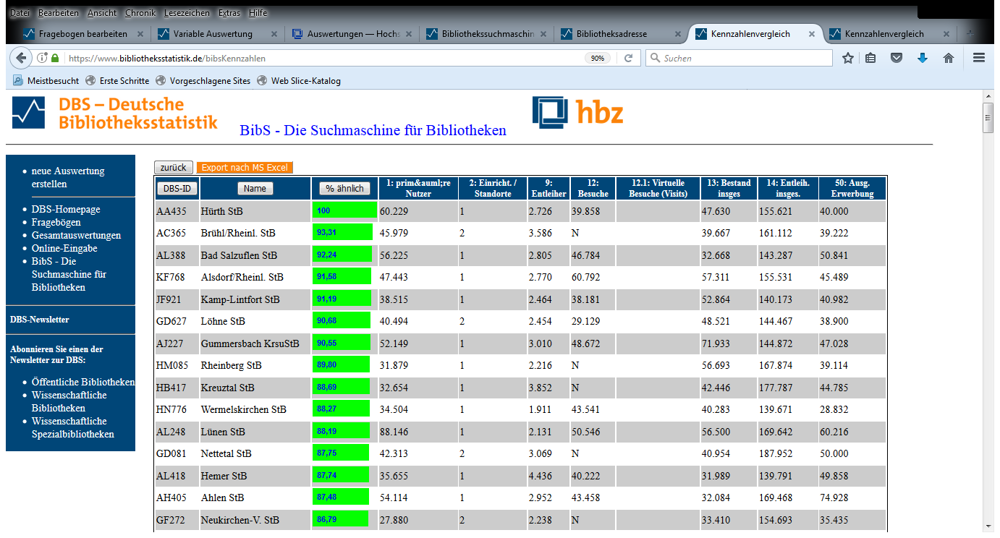 Datei Bearbeiten Ansicht Chronik Lesezeichen Extras Hilfe
Fragebogen bearbeiten × Variable Auswertung × Auswertungen — Hochs × Bibliothekssuchmaschin × Bibliotheksadresse × Kennzahlenvergleich × Kennzahlenvergleich ×
https://www.bibliotheksstatistik.de/bibsKennzahlen 90% Suchen
Meistbesucht Erste Schritte Vorgeschlagene Sites Web Slice-Katalog
DBS – Deutsche
Bibliotheksstatistik
BibS - Die Suchmaschine für Bibliotheken
hbz
neue Auswertung
erstellen
DBS-Homepage
Fragebögen
Gesamtauswertungen
Online-Eingabe
BibS - Die
Suchmaschine für
Bibliotheken
DBS-Newsletter
Abonnieren Sie einen der
Newsletter zur DBS:
Öffentliche Bibliotheken
Wissenschaftliche
Bibliotheken
Wissenschaftliche
Spezialbibliotheken
zurück Export nach MS Excel
DBS-ID Name % ähnlich 1: prim&auml;re Nutzer 2: Einricht. / Standorte 9: Entleiher 12: Besuche 12.1: Virtuelle Besuche (Visits) 13: Bestand insges 14: Entleih. insges. 50: Ausg. Erwerbung
AA435 Hürth StB 100 60.229 1 2.726 39.858 47.630 155.621 40.000
AC365 Brühl/Rheinl. StB 93,31 45.979 2 3.586 N 39.667 161.112 39.222
AL388 Bad Salzuflen StB 92,24 56.225 1 2.805 46.784 32.668 143.287 50.841
KF768 Alsdorf/Rheinl. StB 91,58 47.443 1 2.770 60.792 57.311 155.531 45.489
JF921 Kamp-Lintfort StB 91,19 38.515 1 2.464 38.181 52.864 140.173 40.982
GD627 Löhne StB 90,68 40.494 2 2.454 29.129 48.521 144.467 38.900
AJ227 Gummersbach KrsuStB 90,55 52.149 1 3.010 48.672 71.933 144.872 47.028
HM085 Rheinberg StB 89,80 31.879 1 2.216 N 56.693 167.874 39.114
HB417 Kreuztal StB 88,69 32.654 1 3.852 N 42.446 177.787 44.785
HN776 Wermelskirchen StB 88,27 34.504 1 1.911 43.541 40.283 139.671 28.832
AL248 Lünen StB 88,19 88.146 1 2.131 50.546 56.500 169.642 60.216
GD081 Nettetal StB 87,75 42.313 2 3.069 N 40.954 187.952 50.000
AL418 Hemer StB 87,74 35.655 1 4.436 40.222 31.989 139.791 49.858
AH405 Ahlen StB 87,48 54.114 1 2.952 43.458 32.084 169.468 74.928
GF272 Neukirchen-V. StB 86,79 27.880 2 2.238 N 33.410 154.693 35.435